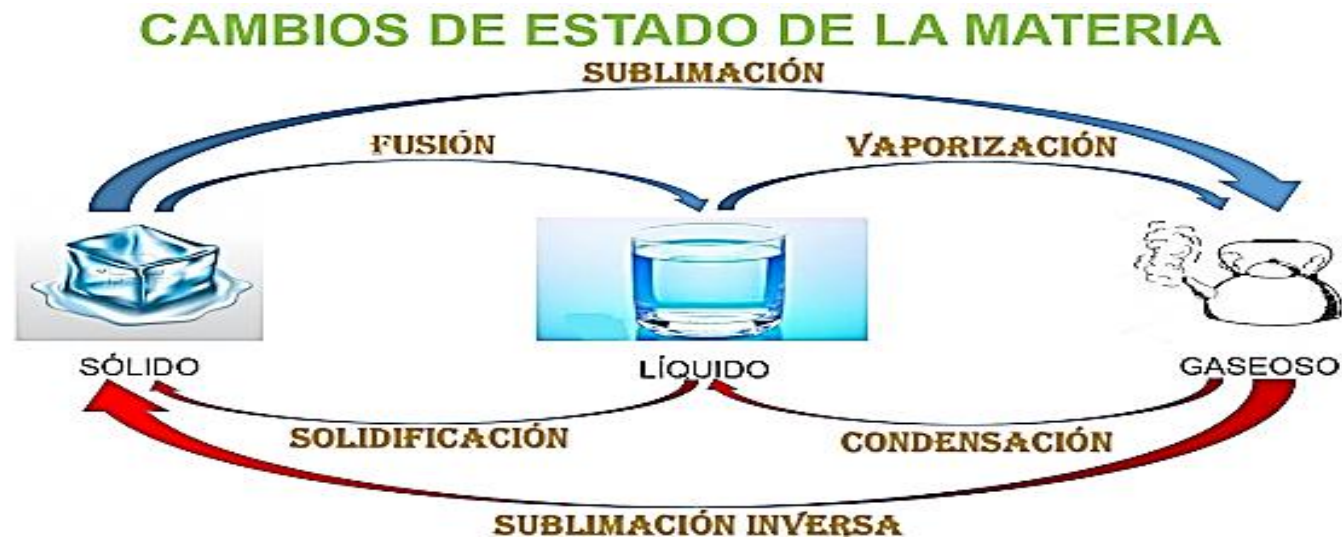 CAMBIOS DE ESTADO DE LA MATERIA
SUBLIMACIÓN
FUSIÓN
VAPORIZACIÓN
SÓLIDO
LÍQUIDO
GASEOSO
SOLIDIFICACIÓN
CONDENSACIÓN
SUBLIMACIÓN INVERSA